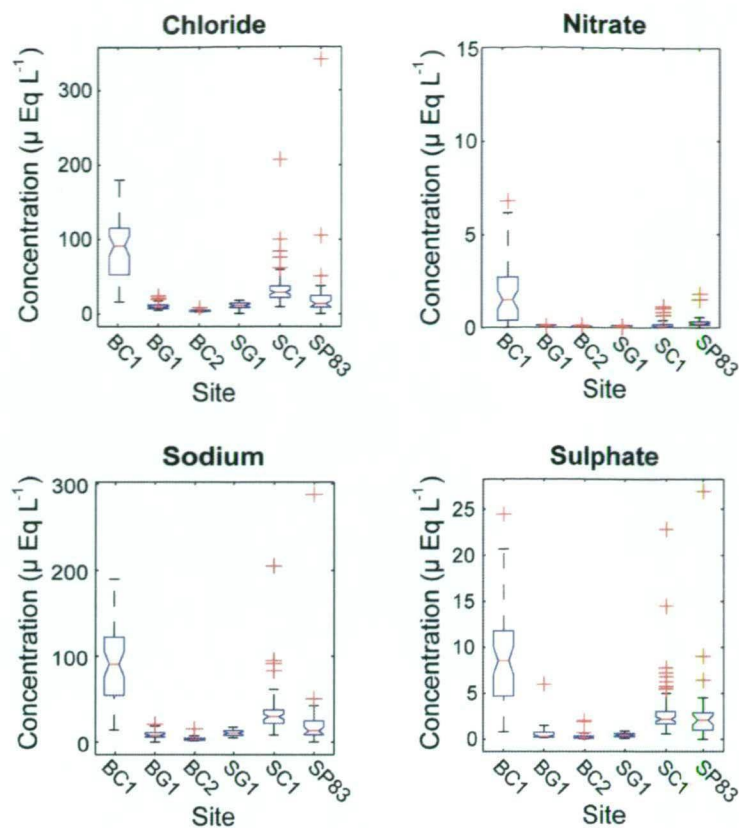 Chloride
Concentration (μ Eq L⁻¹)
300
200
100
0
BC1 BG1 BC2 SG1 SC1 SP83
Site
Nitrate
Concentration (μ Eq L⁻¹)
15
10
5
0
BC1 BG1 BC2 SG1 SC1 SP83
Site
Sodium
Concentration (μ Eq L⁻¹)
300
200
100
0
BC1 BG1 BC2 SG1 SC1 SP83
Site
Sulphate
Concentration (μ Eq L⁻¹)
25
20
15
10
5
0
BC1 BG1 BC2 SG1 SC1 SP83
Site